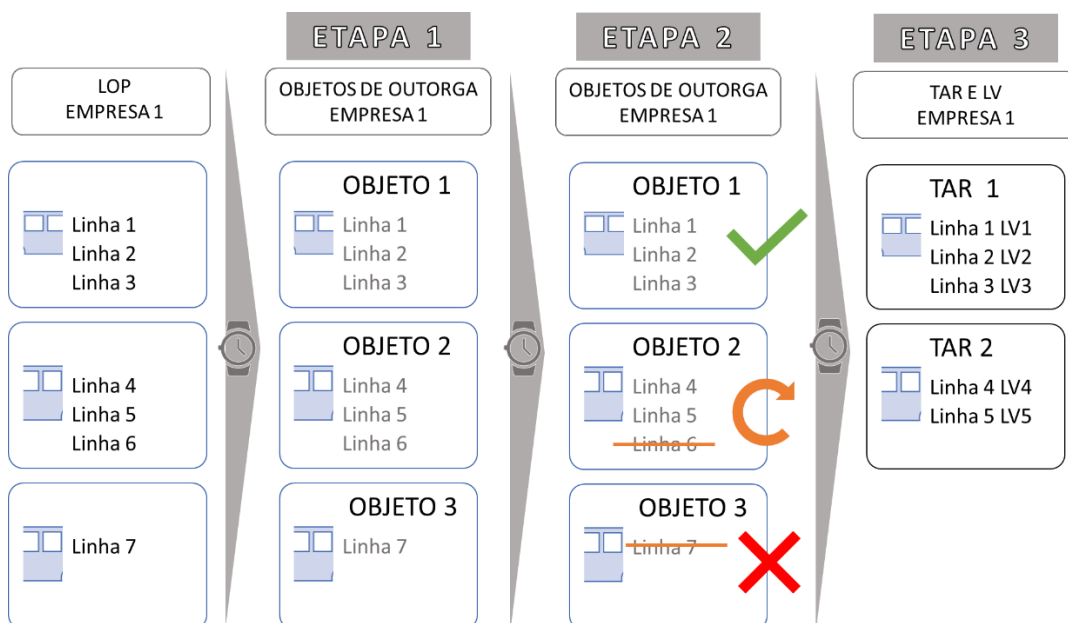 ETAPA 1
ETAPA 2
ETAPA 3
LOP
EMPRESA 1
OBJETOS DE OUTORGA
EMPRESA 1
OBJETOS DE OUTORGA
EMPRESA 1
TAR E LV
EMPRESA 1
Linha 1
Linha 2
Linha 3
Linha 4
Linha 5
Linha 6
Linha 7
OBJETO 1
Linha 1
Linha 2
Linha 3
OBJETO 2
Linha 4
Linha 5
Linha 6
OBJETO 3
Linha 7
OBJETO 1
Linha 1
Linha 2
Linha 3
OBJETO 2
Linha 4
Linha 5
Linha 6
OBJETO 3
Linha 7
TAR 1
Linha 1 LV1
Linha 2 LV2
Linha 3 LV3
TAR 2
Linha 4 LV4
Linha 5 LV5